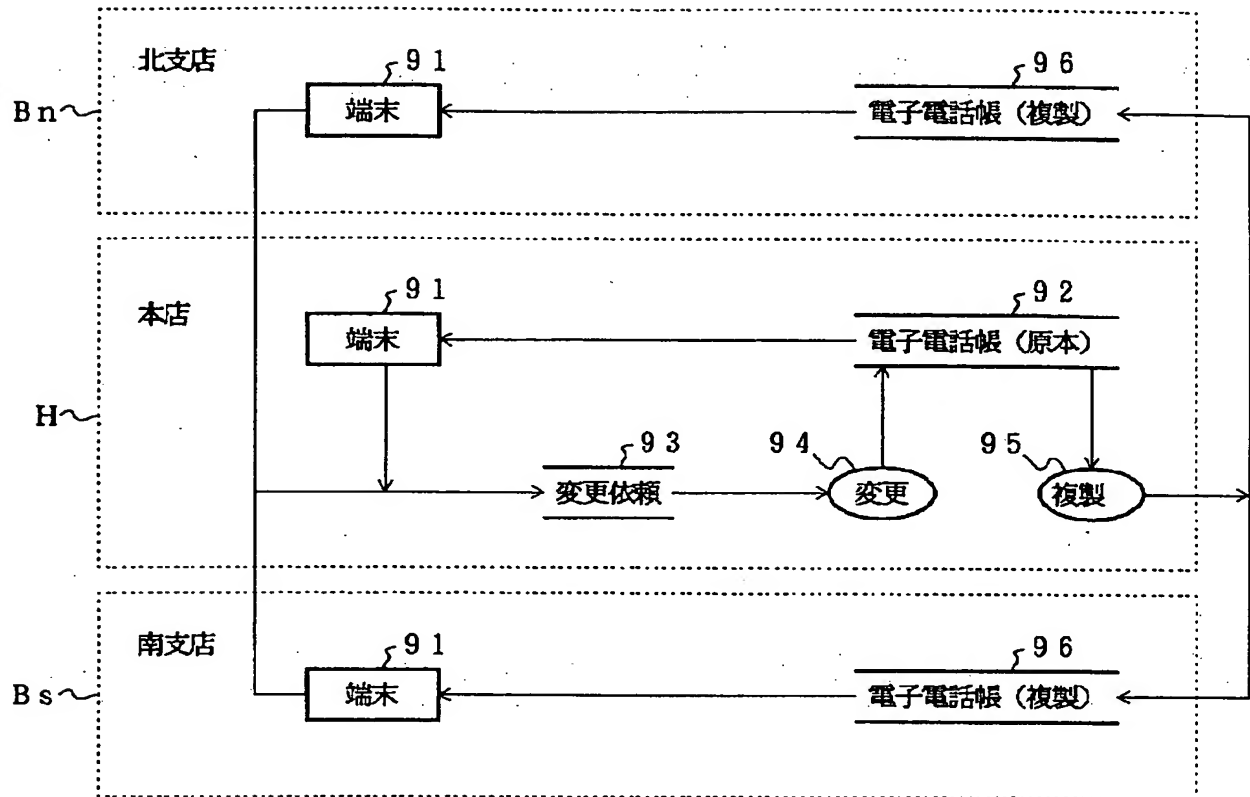 北支店
９１
９６
Ｂｎ
端末
電子電話帳（複製）
本店
９１
９２
端末
電子電話帳（原本）
Ｈ
９３
９４
９５
変更依頼
変更
複製
南支店
９１
９６
Ｂｓ
端末
電子電話帳（複製）